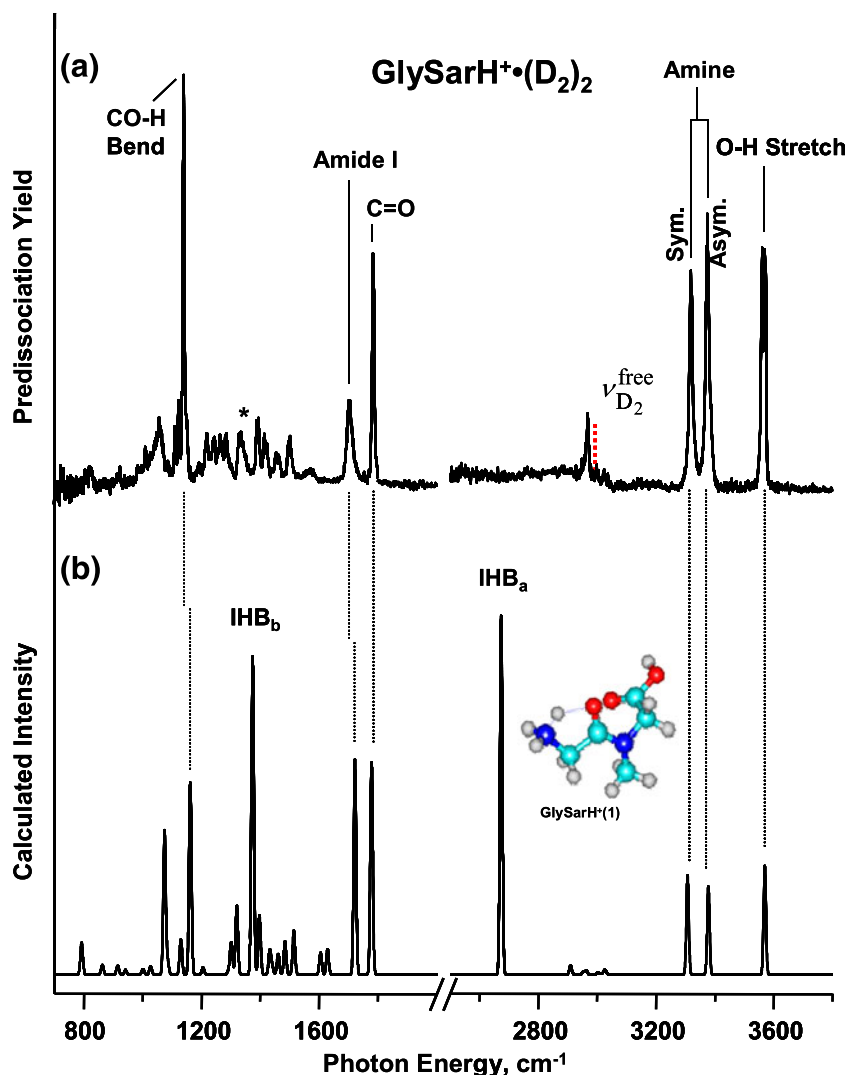 (a)
GlySarH⁺•(D₂)₂
Amine
CO-H
Bend
O-H Stretch
Amide I
C=O
Sym.
Asym.
Predissociation Yield
*
ν_D₂^free
(b)
IHB_b
IHB_a
Calculated Intensity
GlySarH⁺(1)
800 1200 1600 2800 3200 3600
Photon Energy, cm⁻¹